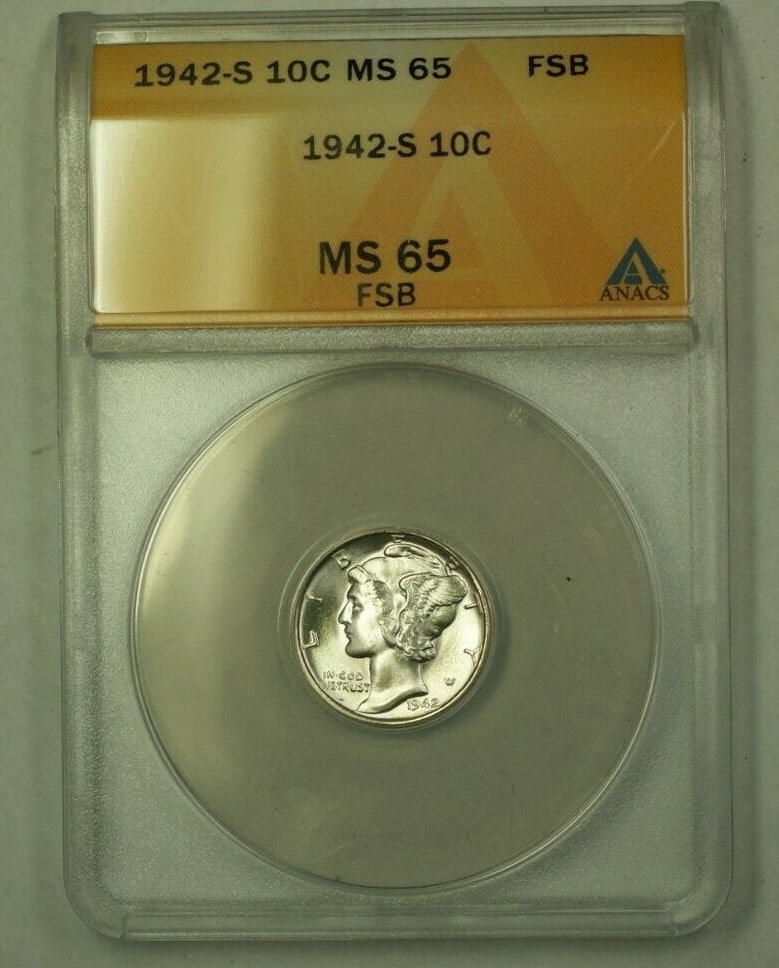 1942-S 10C MS 65 FSB
1942-S 10C
MS 65
FSB
ANACS
LIBERTY
IN·GOD
WE TRUST
1942